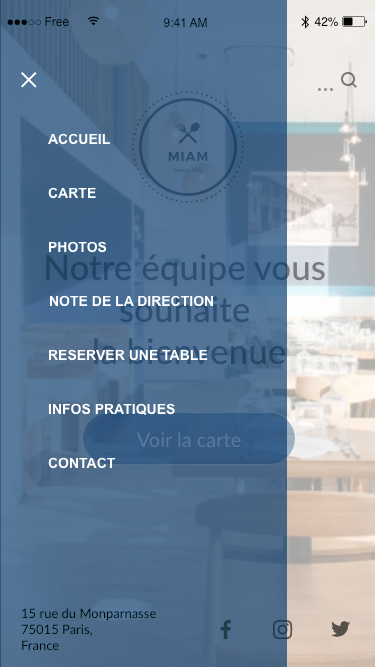 Free
9:41 AM
42%
...
ACCUEIL
MIAM
CARTE
PHOTOS
Notre équipe vous
NOTE DE LA DIRECTION
souhaite
RESERVER UNE TABLE
la bienvenue
INFOS PRATIQUES
Voir la carte
CONTACT
15 rue du Monparnasse
75015 Paris,
France